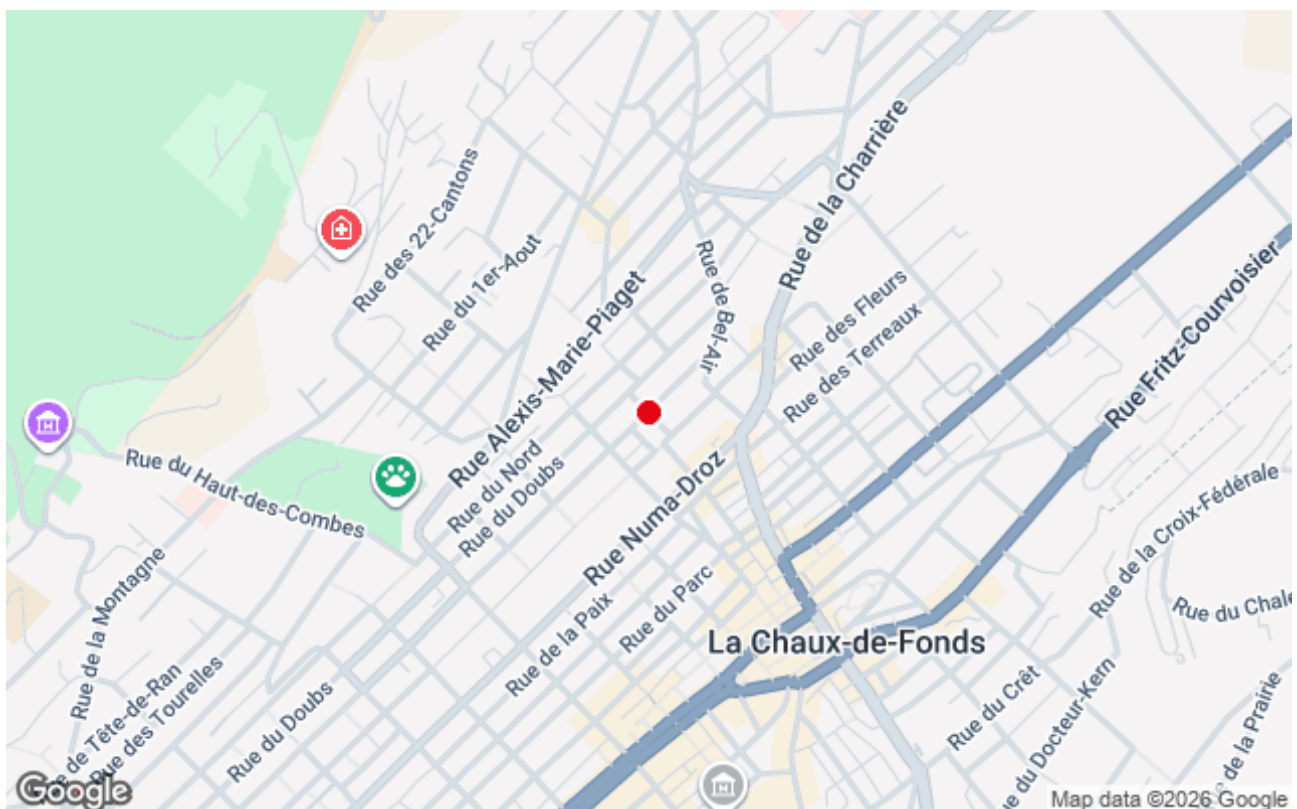 Rue des 22-Cantons
Rue du 1er-Aout
Rue Alexis-Marie-Piaget
Rue de Bel-Air
Rue de la Charrière
Rue des Fleurs
Rue des Terreaux
Rue Fritz-Courvoisier
Rue du Haut-des-Combes
Rue du Nord
Rue du Doubs
Rue Numa-Droz
Rue de la Croix-Fédérale
Rue de la Montagne
Rue de la Paix
Rue du Parc
Rue du Chale
La Chaux-de-Fonds
e de Tête-de-Ran
Rue des Tourelles
Rue du Doubs
Rue du Crêt
e du Docteur-Kern
e de la Prairie
Google
Map data ©2026 Google